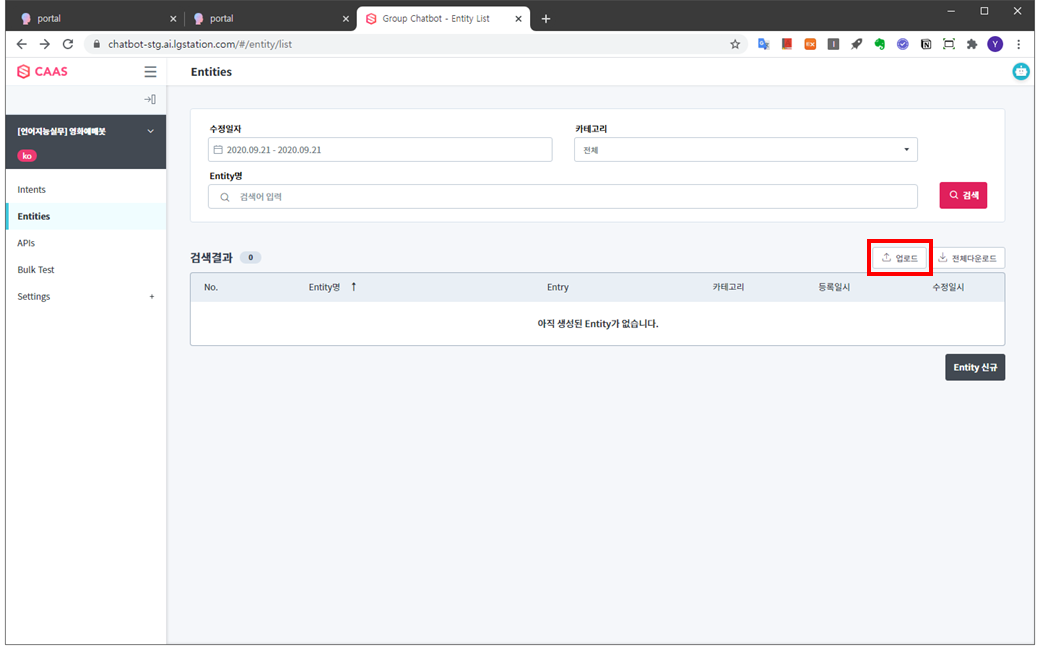 portal
portal
Group Chatbot - Entity List
chatbot-stg.ai.lgstation.com/#/entity/list
Y
CAAS
Entities
[언어지능실무] 영화예매봇
ko
Intents
Entities
APIs
Bulk Test
Settings +
수정일자
카테고리
2020.09.21 - 2020.09.21
전체
Entity명
검색어 입력
검색
검색결과 0
업로드
전체다운로드
No. Entity명 ↑ Entry 카테고리 등록일시 수정일시
아직 생성된 Entity가 없습니다.
Entity 신규